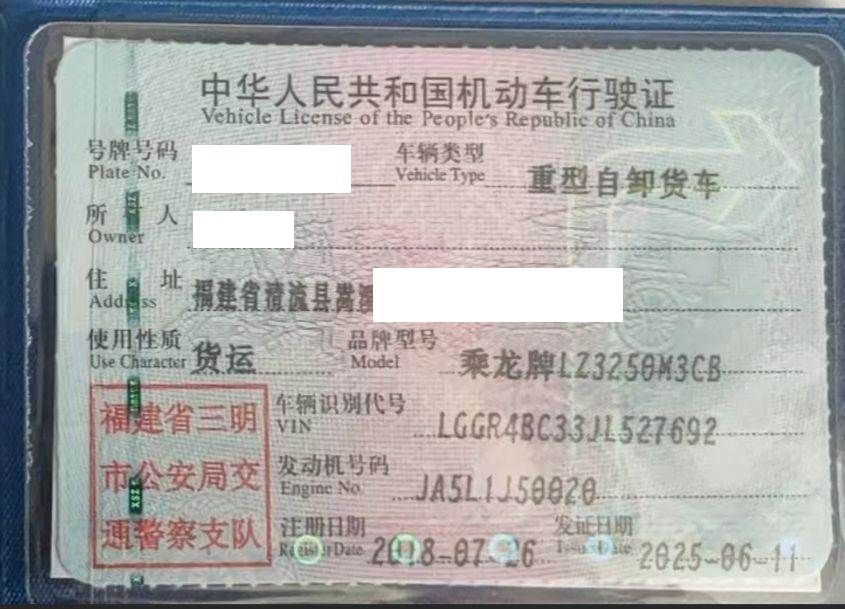 中华人民共和国机动车行驶证
Vehicle License of the People's Republic of China
号牌号码 车辆类型 重型自卸货车
Plate No. Vehicle Type
所 人
Owner
住 址 福建省清流县嵩溪
Address
使用性质 货运 品牌型号 乘龙牌LZ3250M3CB
Use Character Model
福建省三明 车辆识别代号 LGGR4BC33JL527692
VIN
市公安局交 发动机号码 JA5L1J50020
Engine No.
通警察支队 注册日期 2018-07-26 发证日期 2025-06-11
Register Date Issue Date
XSZ
XSZ